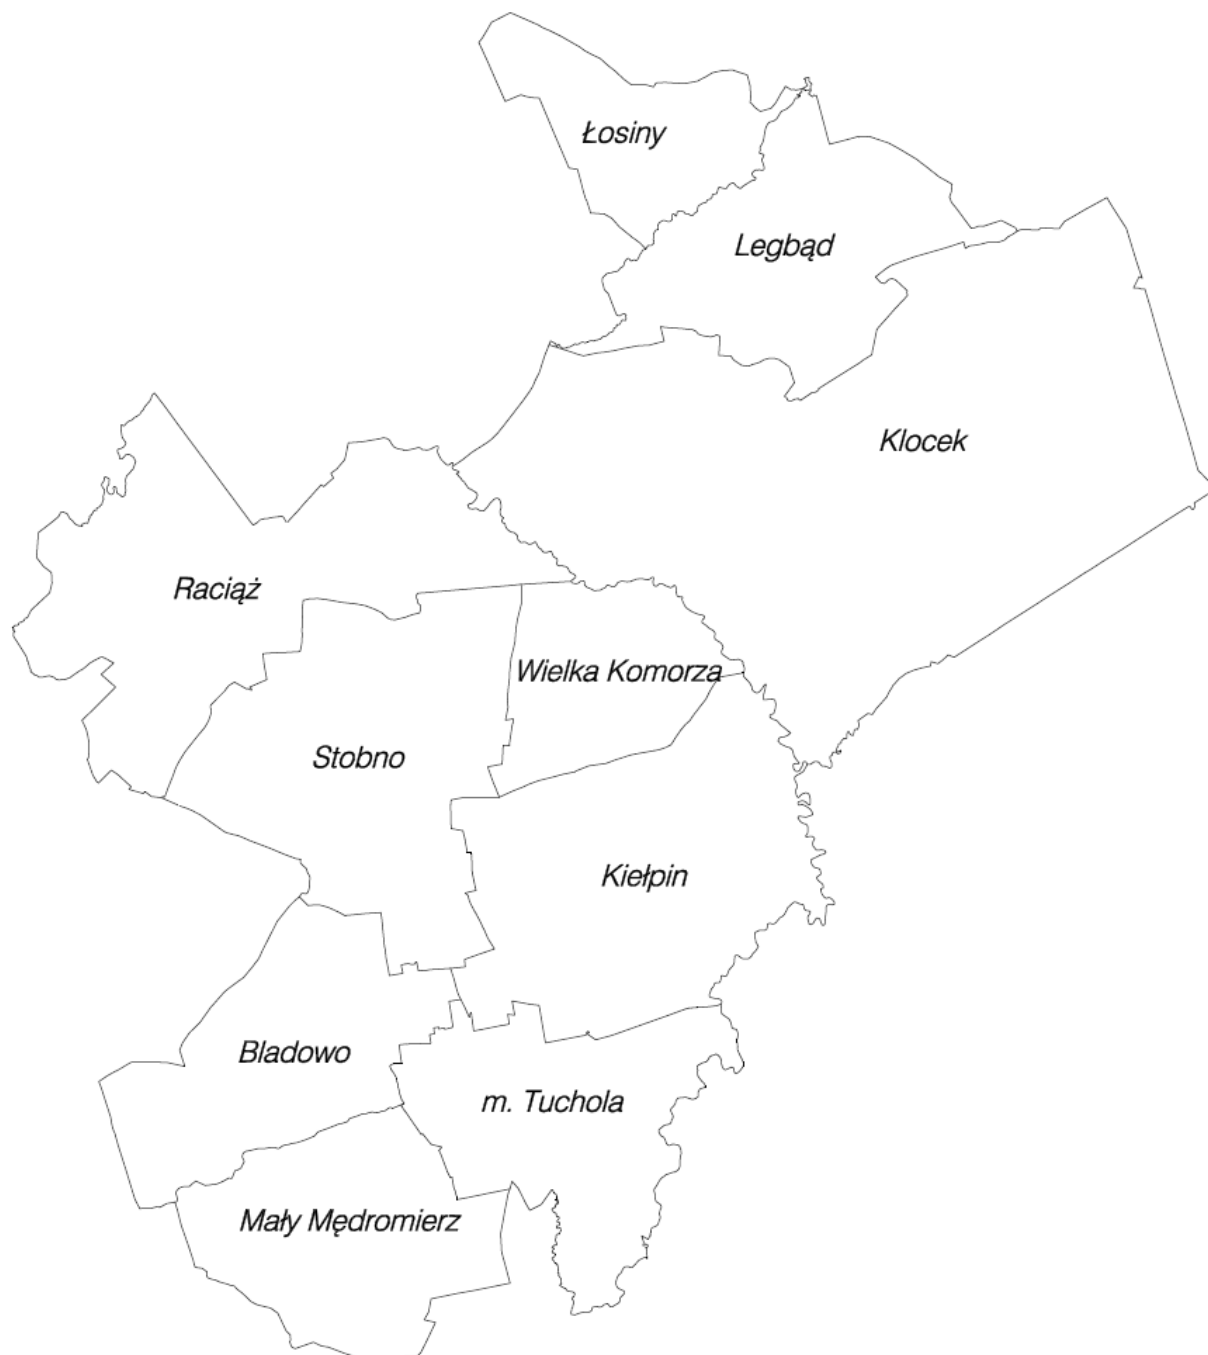 Łosiny
Legbąd
Klocek
Raciąż
Wielka Komorza
Stobno
Kiełpin
Bladowo
m. Tuchola
Mały Mędromierz